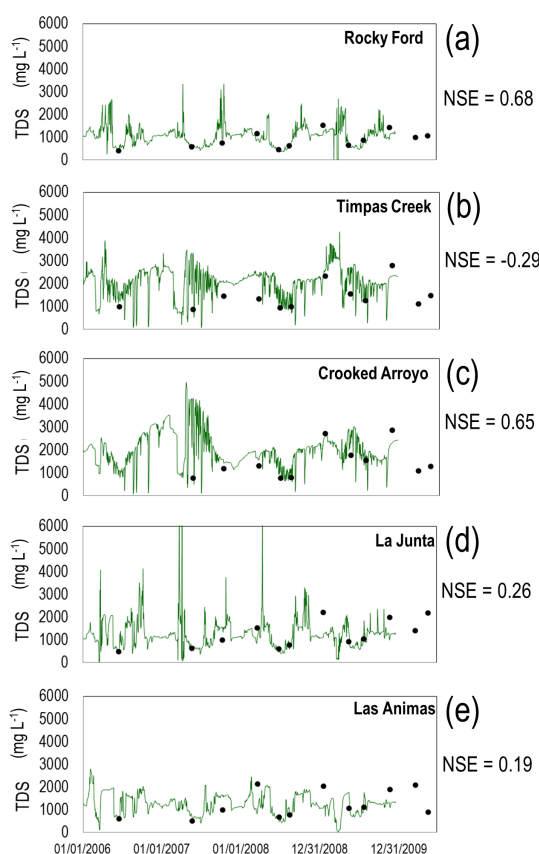 6000
5000
4000
3000
2000
1000
0
TDS (mg L-1)
Rocky Ford
(a)
NSE = 0.68
6000
5000
4000
3000
2000
1000
0
TDS (mg L-1)
Timpas Creek
(b)
NSE = -0.29
6000
5000
4000
3000
2000
1000
0
TDS (mg L-1)
Crooked Arroyo
(c)
NSE = 0.65
6000
5000
4000
3000
2000
1000
0
TDS (mg L-1)
La Junta
(d)
NSE = 0.26
6000
5000
4000
3000
2000
1000
0
TDS (mg L-1)
Las Animas
(e)
NSE = 0.19
01/01/2006 01/01/2007 01/01/2008 12/31/2008 12/31/2009